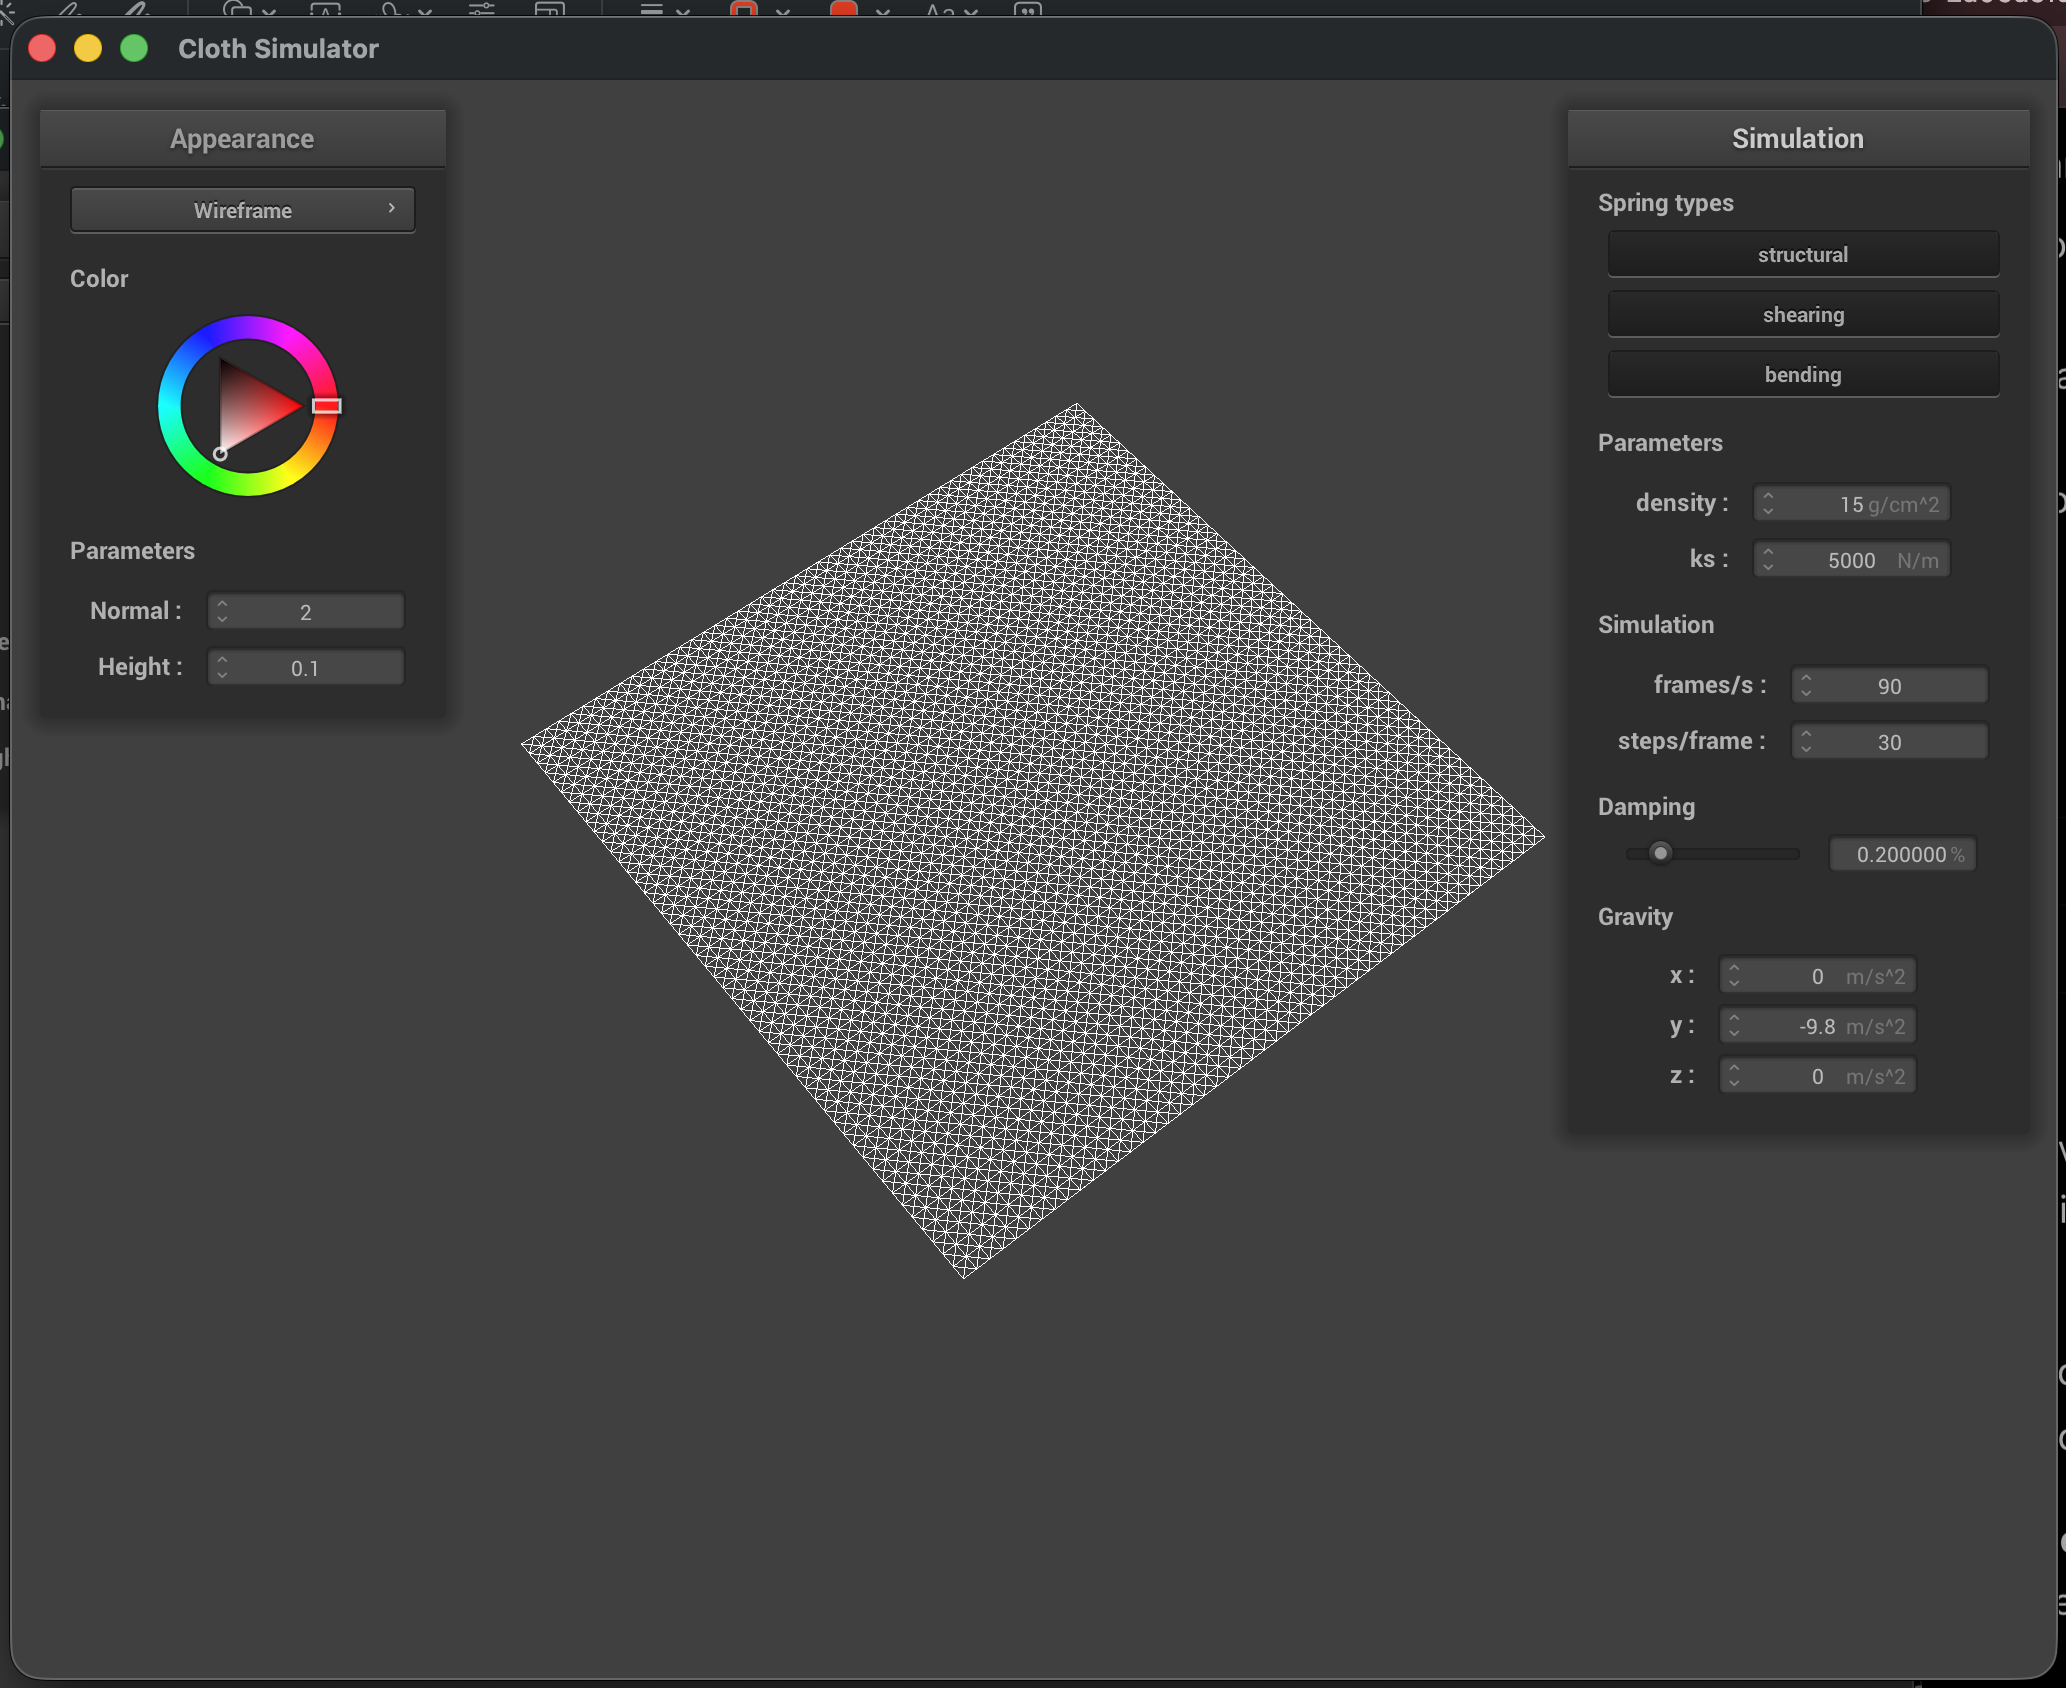 Cloth Simulator
Appearance
Wireframe
Color
Parameters
Normal : 2
Height : 0.1
Simulation
Spring types
structural
shearing
bending
Parameters
density : 15 g/cm^2
ks : 5000 N/m
Simulation
frames/s : 90
steps/frame : 30
Damping
0.200000 %
Gravity
x : 0 m/s^2
y : -9.8 m/s^2
z : 0 m/s^2